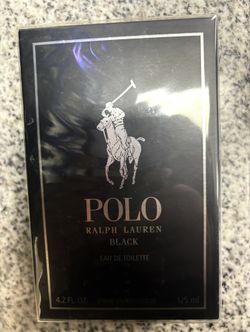 POLO
RALPH LAUREN
BLACK
EAU DE TOILETTE
4.2 FL. OZ. 125 ml